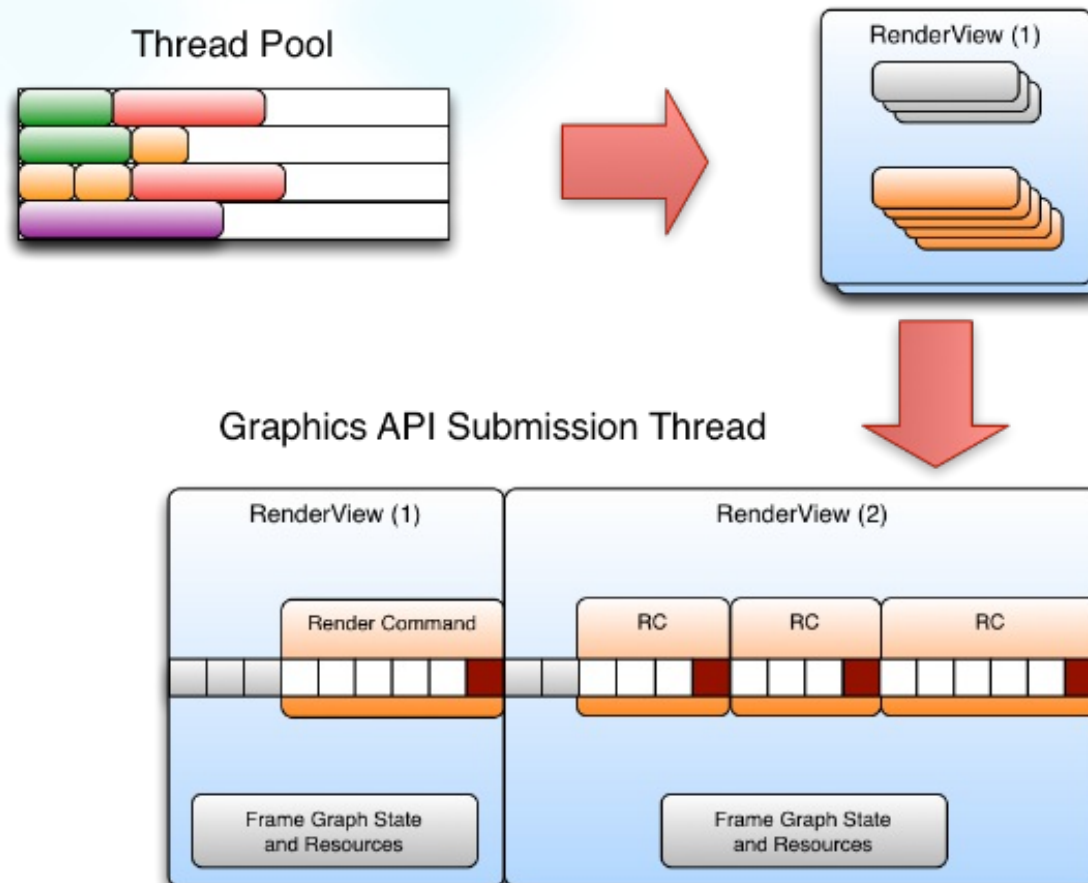 Thread Pool
RenderView (1)
Graphics API Submission Thread
RenderView (1)
RenderView (2)
Render Command
RC
RC
RC
Frame Graph State
and Resources
Frame Graph State
and Resources